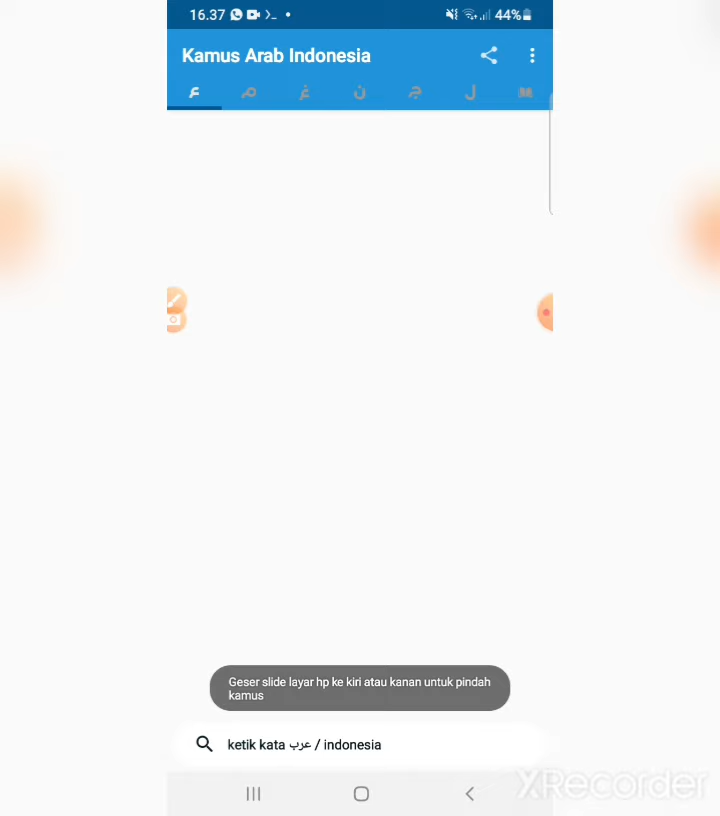 16.37
44%
Kamus Arab Indonesia
ع م غ ن ج ل
Geser slide layar hp ke kiri atau kanan untuk pindah
kamus
ketik kata عرب / indonesia
XRecorder